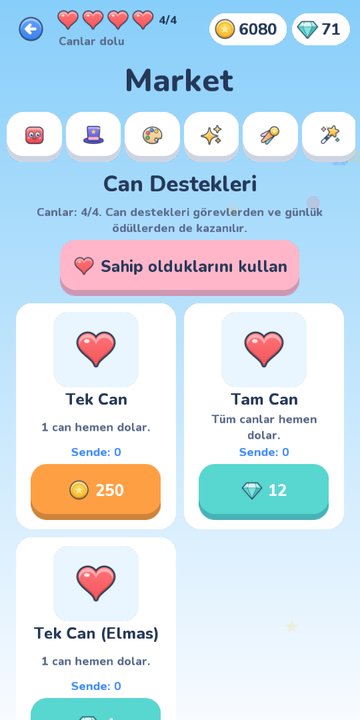 4/4
Canlar dolu
6080
71
Market
Can Destekleri
Canlar: 4/4. Can destekleri görevlerden ve günlük
ödüllerden de kazanılır.
Sahip olduklarını kullan
Tek Can
1 can hemen dolar.
Sende: 0
250
Tam Can
Tüm canlar hemen
dolar.
Sende: 0
12
Tek Can (Elmas)
1 can hemen dolar.
Sende: 0